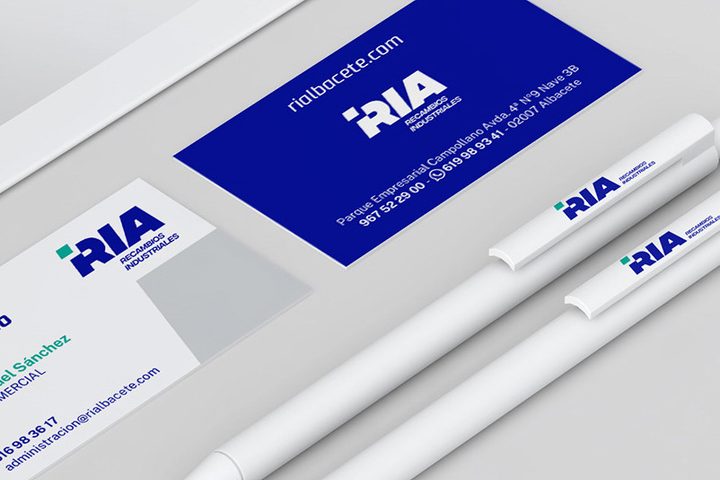 rialbacete.com
RIA
RECAMBIOS
INDUSTRIALES
Parque Empresarial Campollano Avda. 4ª Nº9 Nave 3B
967 52 29 00 - 619 98 93 41 - 02007 Albacete
RIA
RECAMBIOS
INDUSTRIALES
Sánchez
16 98 36 17
administracion@rialbacete.com
RIA
RECAMBIOS
INDUSTRIALES
RIA
RECAMBIOS
INDUSTRIALES